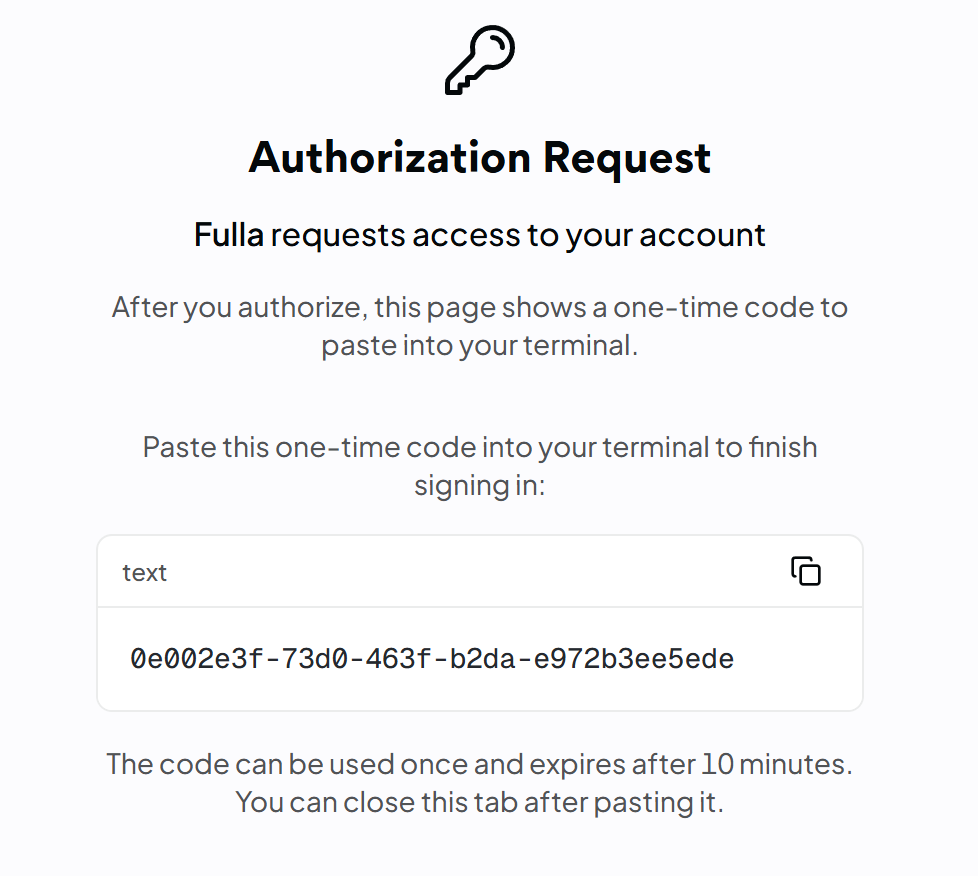 Authorization Request
Fulla requests access to your account
After you authorize, this page shows a one-time code to
paste into your terminal.
Paste this one-time code into your terminal to finish
signing in:
text
0e002e3f-73d0-463f-b2da-e972b3ee5ede
The code can be used once and expires after 10 minutes.
You can close this tab after pasting it.